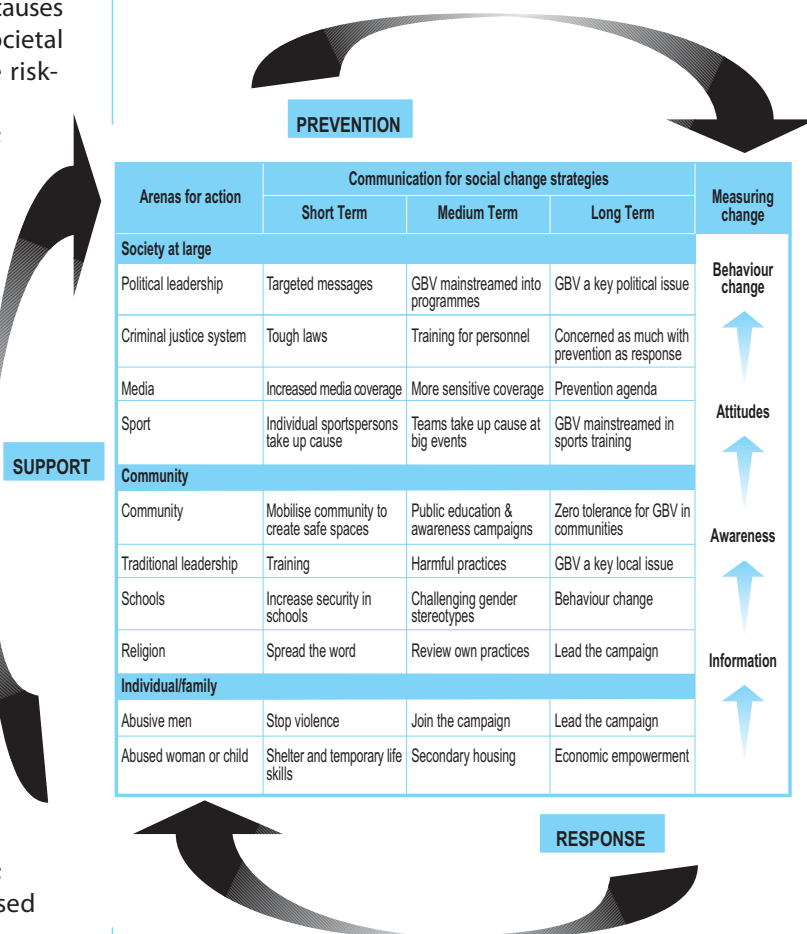 causes
ocietal
risk-
PREVENTION
SUPPORT
Arenas for action
Communication for social change strategies
Measuring
change
Short Term
Medium Term
Long Term
Society at large
Political leadership
Targeted messages
GBV mainstreamed into
programmes
GBV a key political issue
Criminal justice system
Tough laws
Training for personnel
Concerned as much with
prevention as response
Media
Increased media coverage
More sensitive coverage
Prevention agenda
Sport
Individual sportspersons
take up cause
Teams take up cause at
big events
GBV mainstreamed in
sports training
Community
Community
Mobilise community to
create safe spaces
Public education &
awareness campaigns
Zero tolerance for GBV in
communities
Traditional leadership
Training
Harmful practices
GBV a key local issue
Schools
Increase security in
schools
Challenging gender
stereotypes
Behaviour change
Religion
Spread the word
Review own practices
Lead the campaign
Individual/family
Abusive men
Stop violence
Join the campaign
Lead the campaign
Abused woman or child
Shelter and temporary life
skills
Secondary housing
Economic empowerment
Behaviour
change
Attitudes
Awareness
Information
RESPONSE
sed